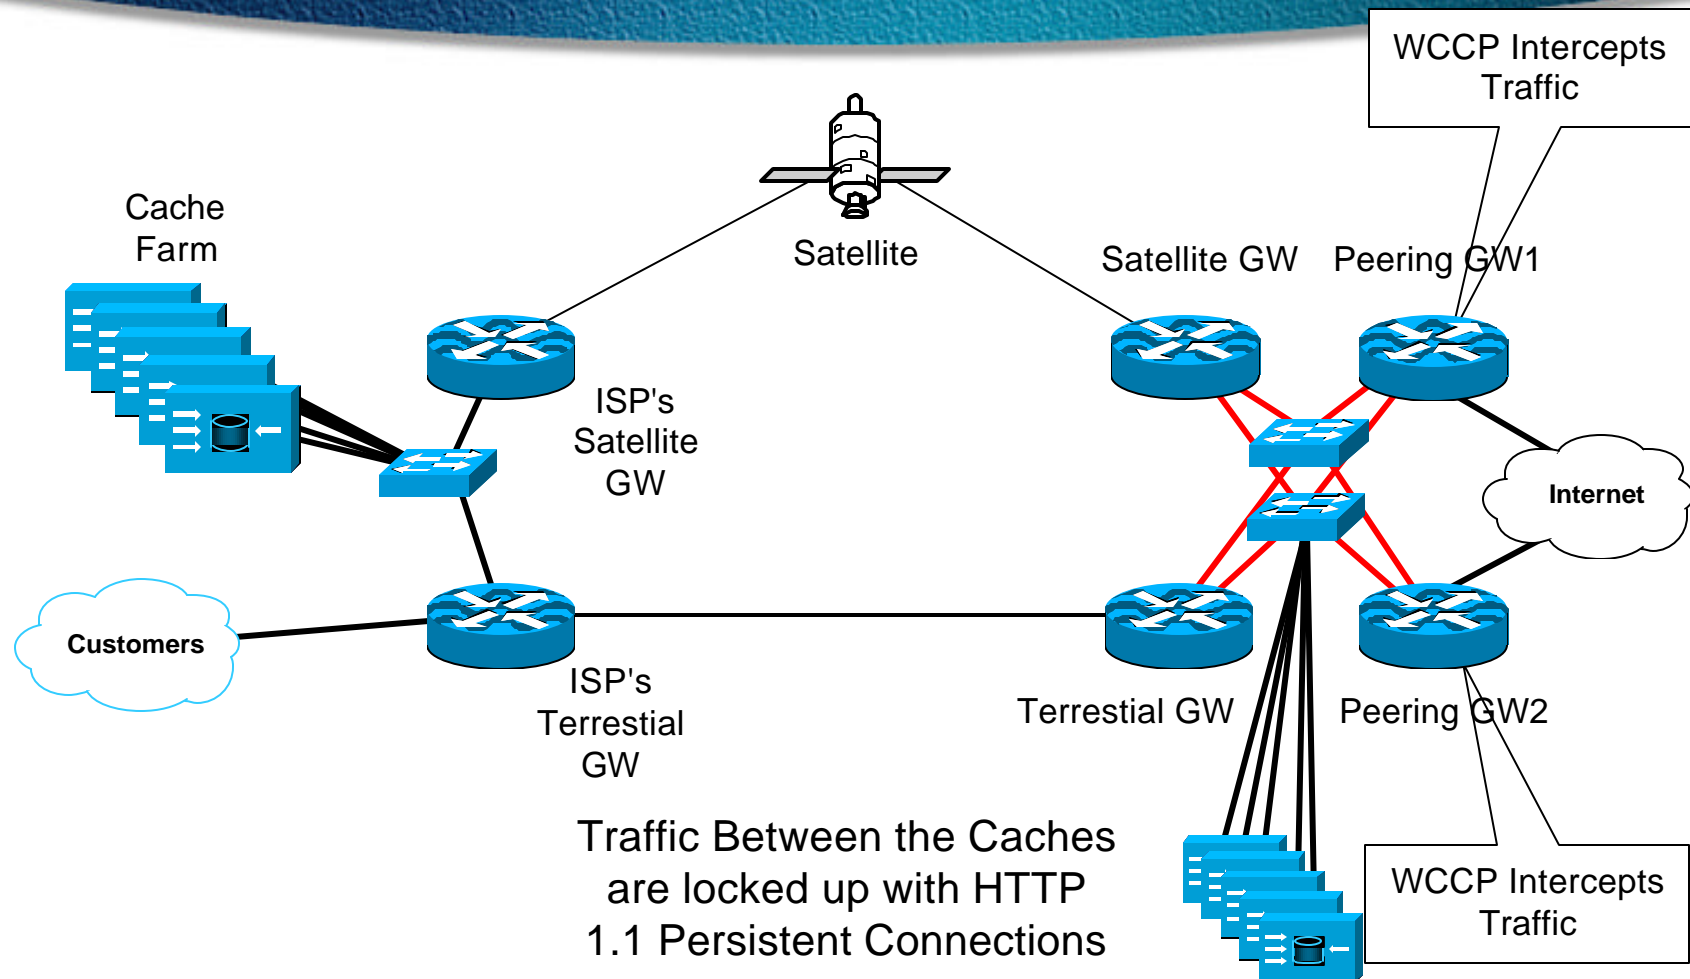 WCCP Intercepts
Traffic
Cache
Farm
Satellite
Satellite GW
Peering GW1
ISP's
Satellite
GW
Internet
Customers
ISP's
Terrestial
GW
Terrestial GW
Peering GW2
Traffic Between the Caches
are locked up with HTTP
1.1 Persistent Connections
WCCP Intercepts
Traffic